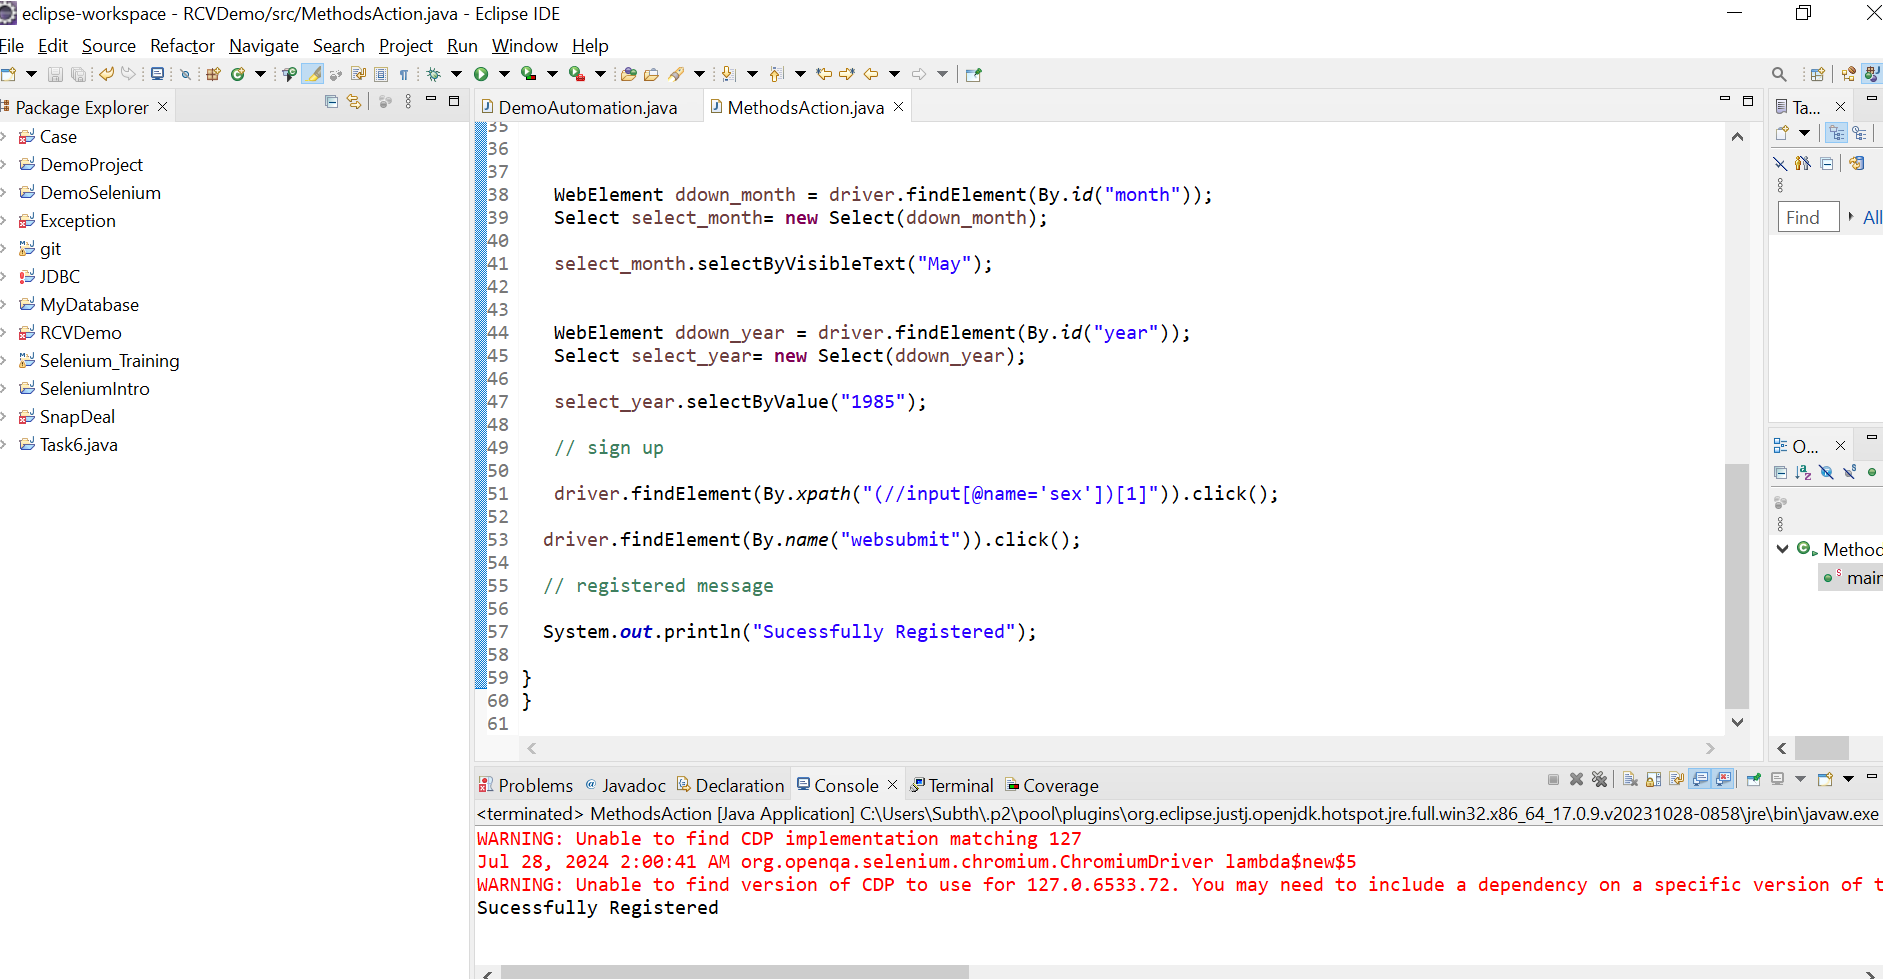 eclipse-workspace - RCVDemo/src/MethodsAction.java - Eclipse IDE
File Edit Source Refactor Navigate Search Project Run Window Help
Package Explorer
Case
DemoProject
DemoSelenium
Exception
git
JDBC
MyDatabase
RCVDemo
Selenium_Training
SeleniumIntro
SnapDeal
Task6.java
DemoAutomation.java MethodsAction.java
35
36
37
38 WebElement ddown_month = driver.findElement(By.id("month"));
39 Select select_month= new Select(ddown_month);
40
41 select_month.selectByVisibleText("May");
42
43
44 WebElement ddown_year = driver.findElement(By.id("year"));
45 Select select_year= new Select(ddown_year);
46
47 select_year.selectByValue("1985");
48
49 // sign up
50
51 driver.findElement(By.xpath("(//input[@name='sex'])[1]")).click();
52
53 driver.findElement(By.name("websubmit")).click();
54
55 // registered message
56
57 System.out.println("Sucessfully Registered");
58
59 }
60 }
61
Ta...
Find All
O...
Method
main
Problems @ Javadoc Declaration Console Terminal Coverage
<terminated> MethodsAction [Java Application] C:\Users\Subth\.p2\pool\plugins\org.eclipse.justj.openjdk.hotspot.jre.full.win32.x86_64_17.0.9.v20231028-0858\jre\bin\javaw.exe
WARNING: Unable to find CDP implementation matching 127
Jul 28, 2024 2:00:41 AM org.openqa.selenium.chromium.ChromiumDriver lambda$new$5
WARNING: Unable to find version of CDP to use for 127.0.6533.72. You may need to include a dependency on a specific version of t
Sucessfully Registered